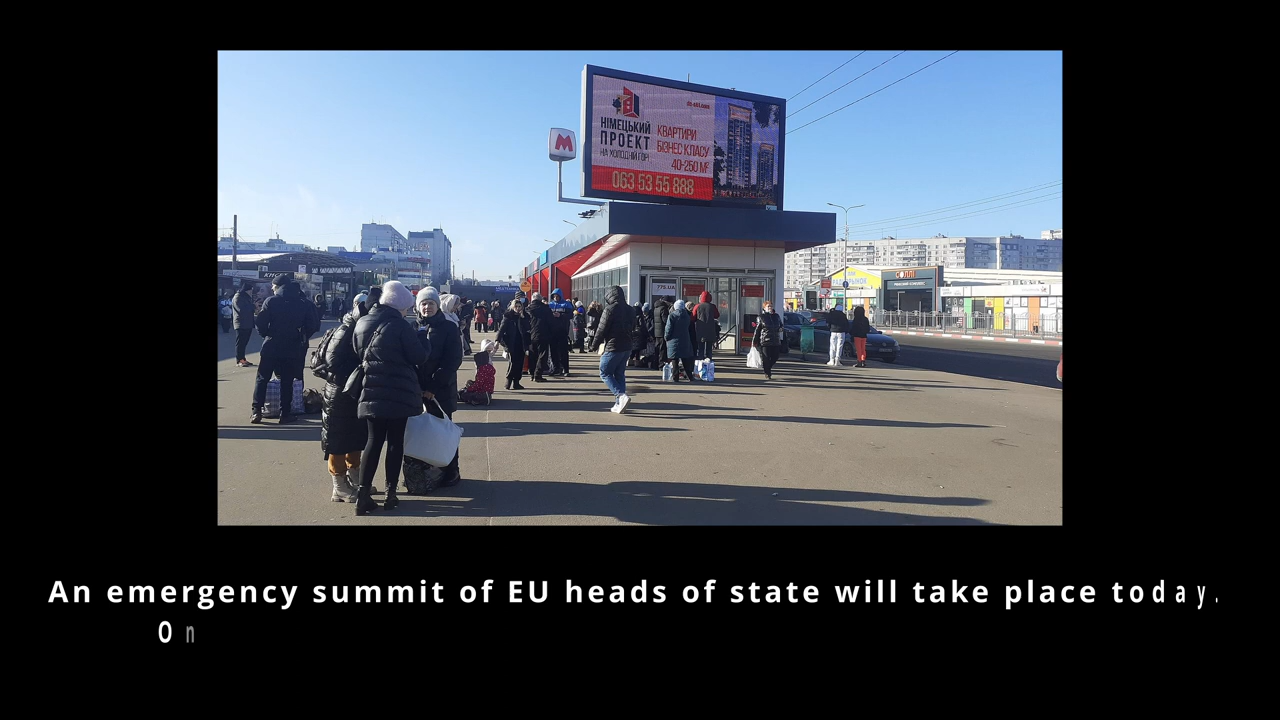 М
НІМЕЦЬКИЙ
ПРОЕКТ
НА ХОЛОДНІЙ ГОРІ
КВАРТИРИ
БІЗНЕС КЛАСУ
40-250 М²
063 53 55 888
An emergency summit of EU heads of state will take place today.
On